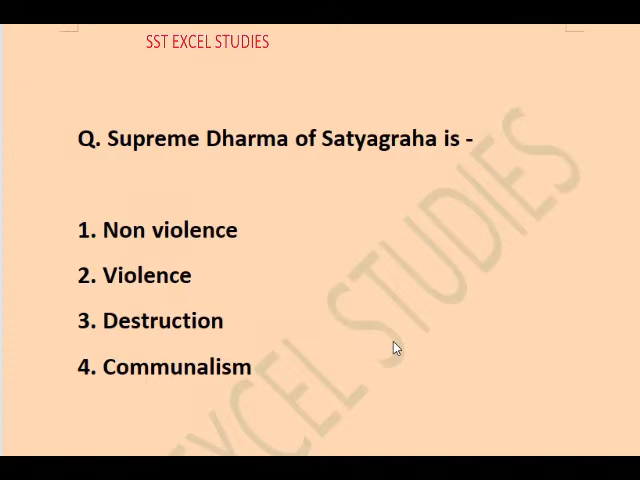 SST EXCEL STUDIES
Q. Supreme Dharma of Satyagraha is -
1. Non violence
2. Violence
3. Destruction
4. Communalism
EXCEL STUDIES